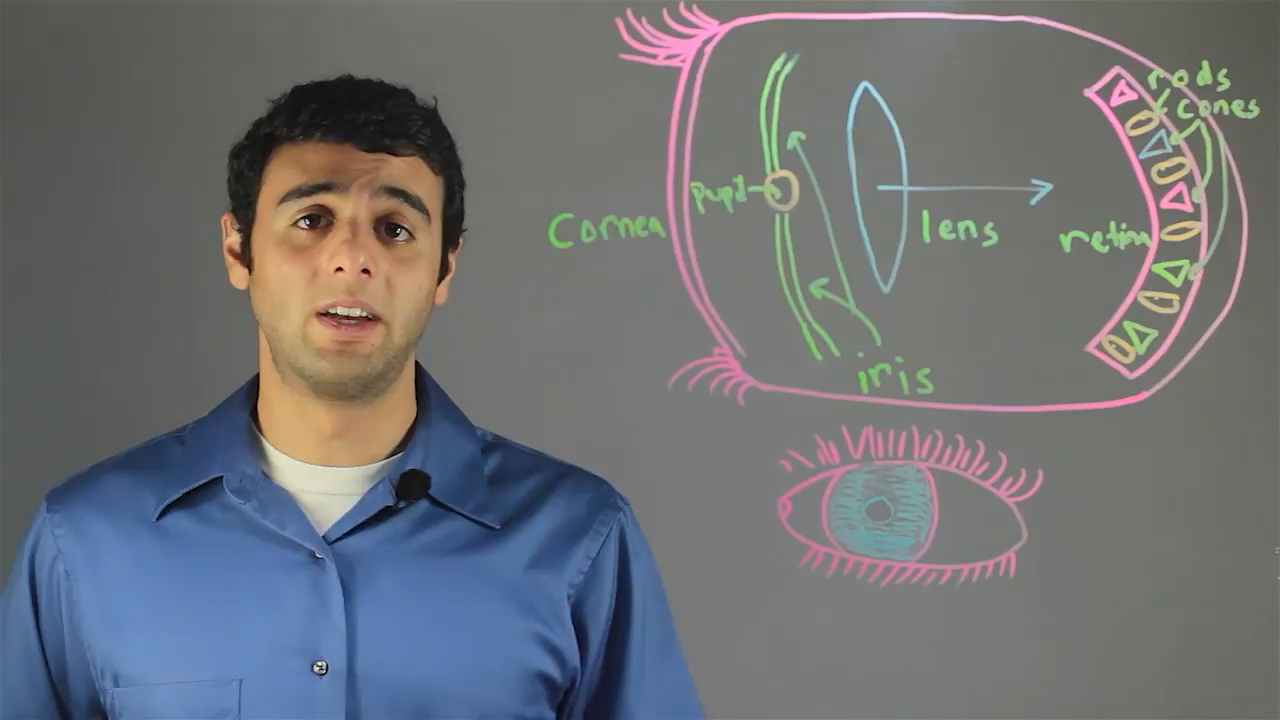 rods
cones
pupil
Cornea
lens
retina
iris